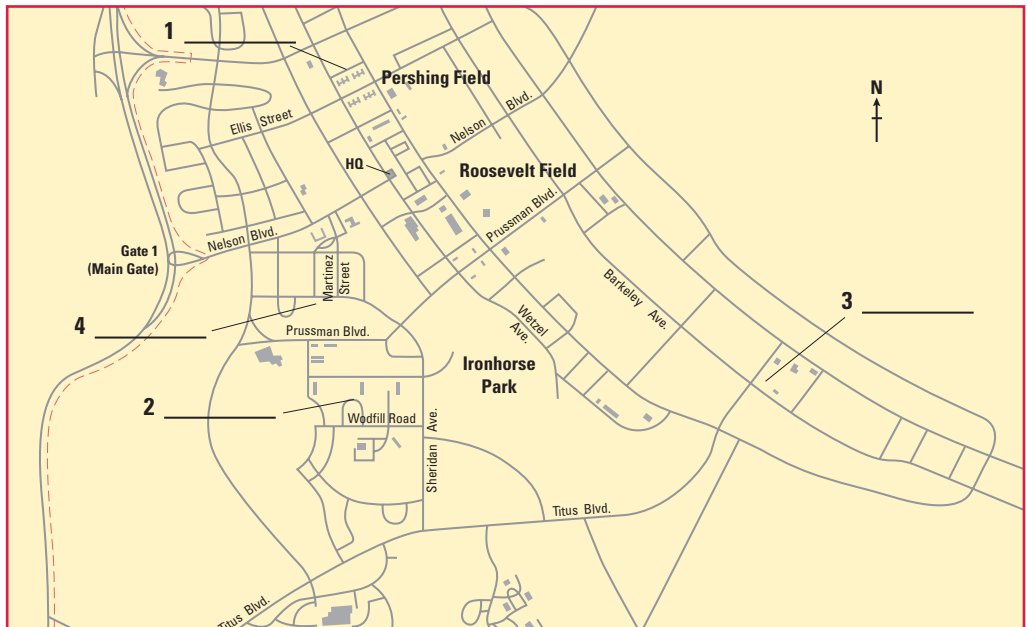 1
Pershing Field
N
Ellis Street
Nelson Blvd.
HQ
Roosevelt Field
Prussman Blvd.
Nelson Blvd.
Gate 1
(Main Gate)
Martinez
Street
Barkeley Ave.
3
Wetzel
Ave.
4
Prussman Blvd.
Ironhorse
Park
2
Wodfill Road
Sheridan Ave.
Titus Blvd.
Titus Blvd.